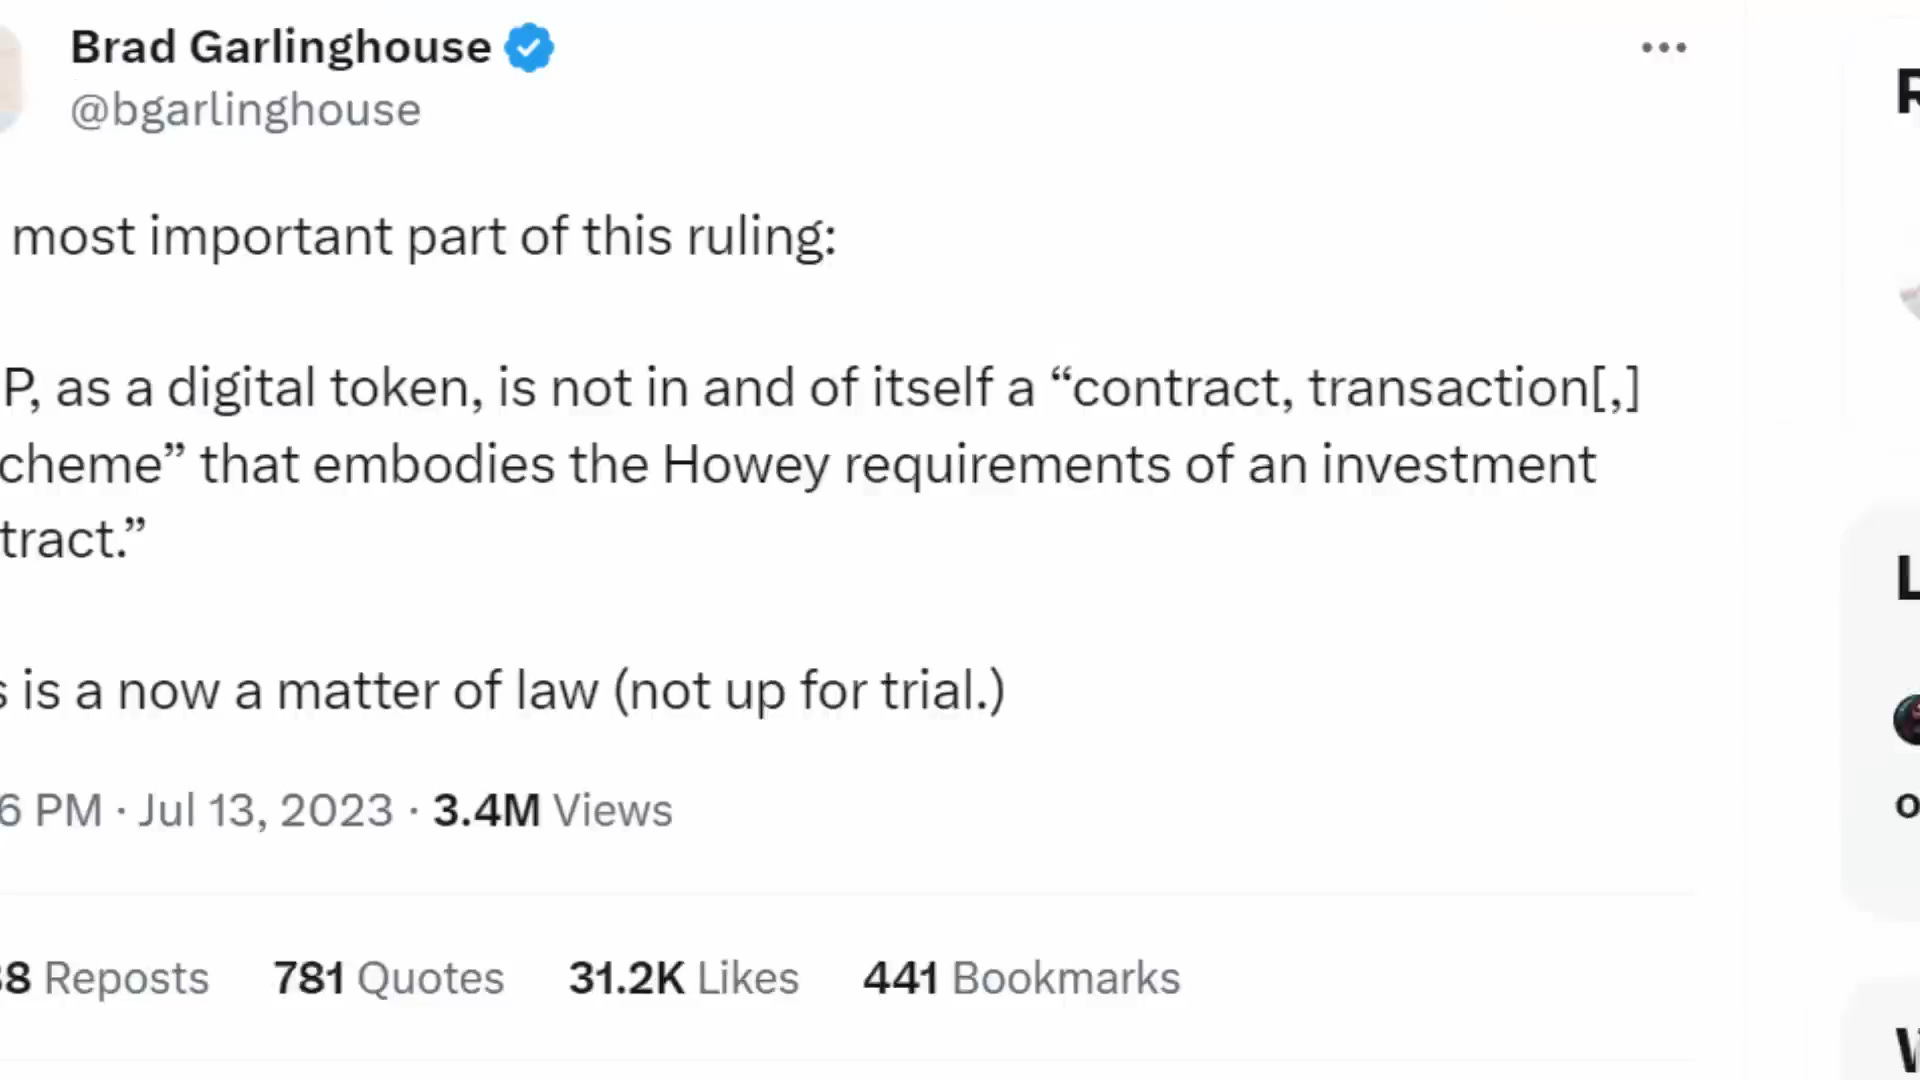 Brad Garlinghouse
@bgarlinghouse
most important part of this ruling:
P, as a digital token, is not in and of itself a “contract, transaction[,]
cheme” that embodies the Howey requirements of an investment
tract.”
s is a now a matter of law (not up for trial.)
6 PM · Jul 13, 2023 · 3.4M Views
8 Reposts 781 Quotes 31.2K Likes 441 Bookmarks